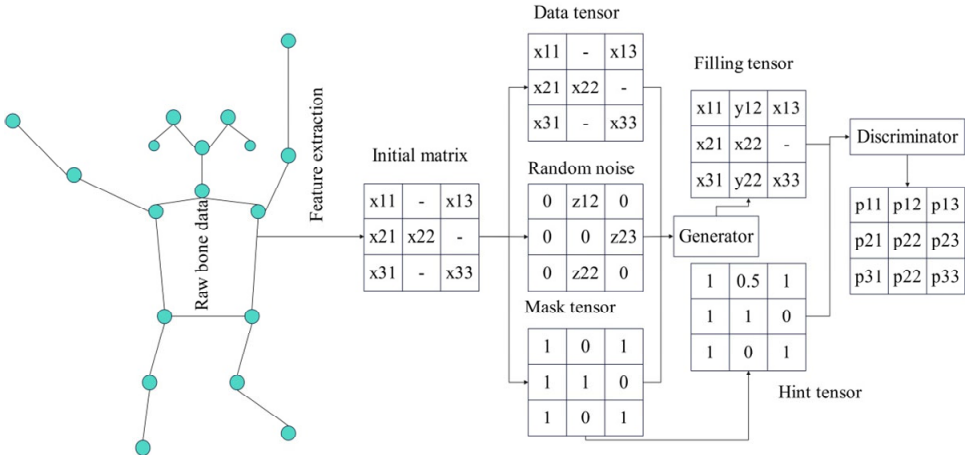 Raw bone data
Feature extraction
Initial matrix
x11 - x13
x21 x22 -
x31 - x33
Data tensor
x11 - x13
x21 x22 -
x31 - x33
Random noise
0 z12 0
0 0 z23
0 z22 0
Mask tensor
1 0 1
1 1 0
1 0 1
Generator
Filling tensor
x11 y12 x13
x21 x22 -
x31 y22 x33
1 0.5 1
1 1 0
1 0 1
Hint tensor
Discriminator
p11 p12 p13
p21 p22 p23
p31 p22 p33